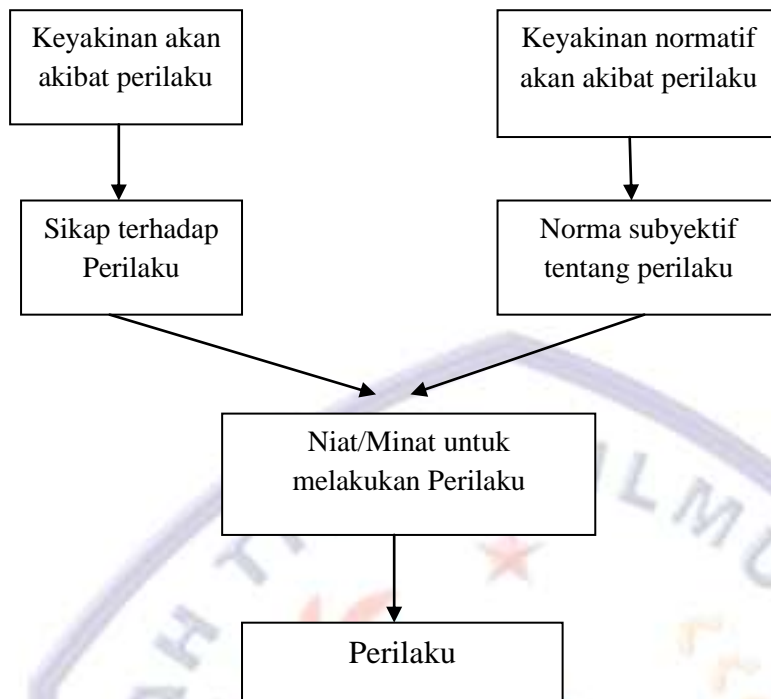 Keyakinan akan
akibat perilaku
Keyakinan normatif
akan akibat perilaku
Sikap terhadap
Perilaku
Norma subyektif
tentang perilaku
Niat/Minat untuk
melakukan Perilaku
Perilaku